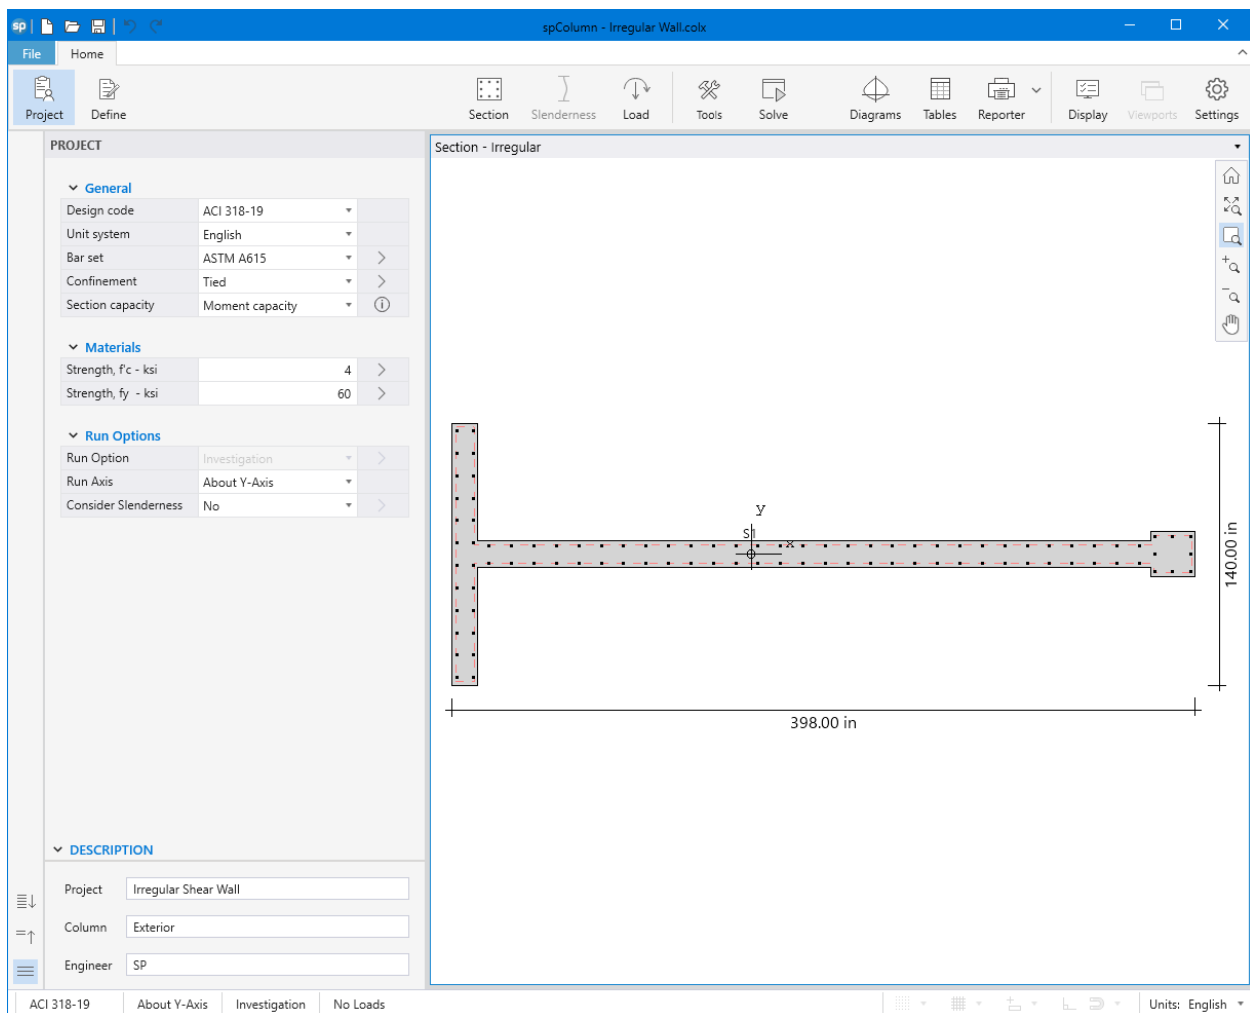 sp
spColumn - Irregular Wall.colx
File Home
Project Define Section Slenderness Load Tools Solve Diagrams Tables Reporter Display Viewports Settings
PROJECT
General
Design code ACI 318-19
Unit system English
Bar set ASTM A615
Confinement Tied
Section capacity Moment capacity
Materials
Strength, f'c - ksi 4
Strength, fy - ksi 60
Run Options
Run Option Investigation
Run Axis About Y-Axis
Consider Slenderness No
DESCRIPTION
Project Irregular Shear Wall
Column Exterior
Engineer SP
Section - Irregular
y
S1
x
140.00 in
398.00 in
ACI 318-19 About Y-Axis Investigation No Loads Units: English